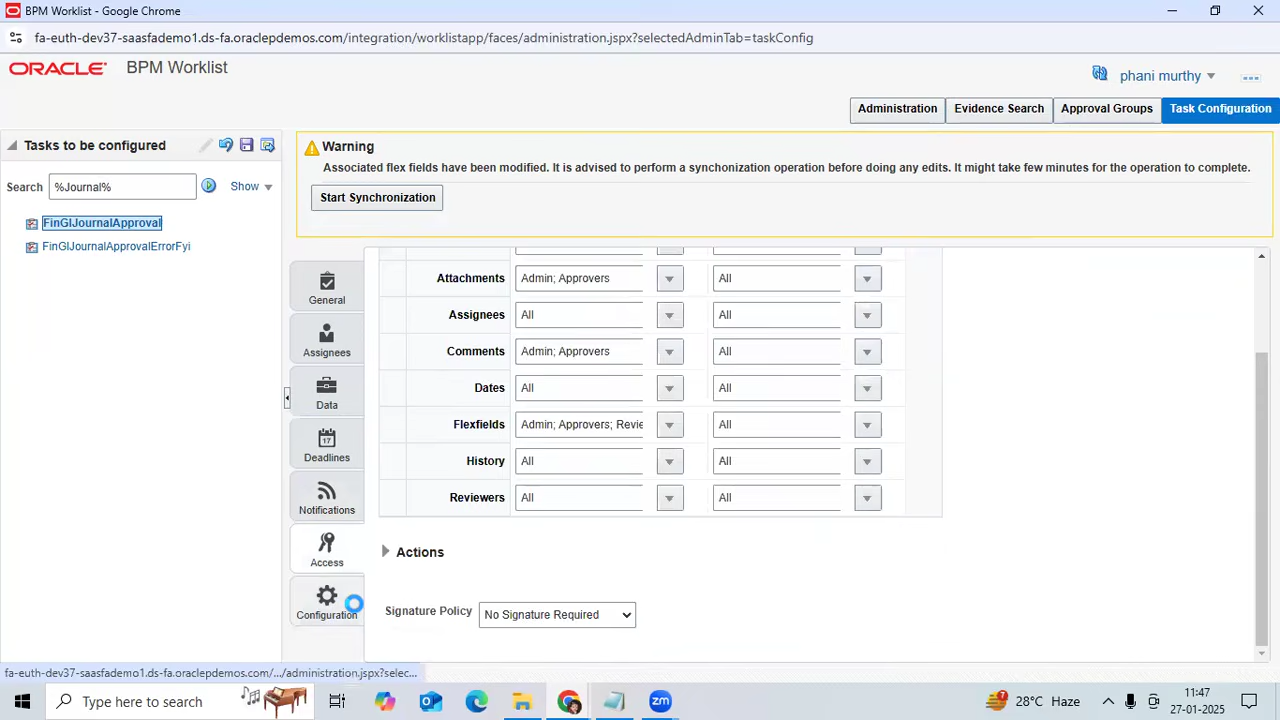 BPM Worklist - Google Chrome
fa-euth-dev37-saasfademo1.ds-fa.oraclepdemos.com/integration/worklistapp/faces/administration.jspx?selectedAdminTab=taskConfig
ORACLE BPM Worklist
phani murthy
Administration Evidence Search Approval Groups Task Configuration
Tasks to be configured
Search %Journal% Show
FinGlJournalApproval
FinGlJournalApprovalErrorFyi
Warning
Associated flex fields have been modified. It is advised to perform a synchonization operation before doing any edits. It might take few minutes for the operation to complete.
Start Synchronization
General
Assignees
Data
17
Deadlines
Notifications
Access
Configuration
Attachments Admin; Approvers All
Assignees All All
Comments Admin; Approvers All
Dates All All
Flexfields Admin; Approvers; Revie All
History All All
Reviewers All All
Actions
Signature Policy No Signature Required
fa-euth-dev37-saasfademo1.ds-fa.oraclepdemos.com/.../administration.jspx?selec...
Type here to search
zm
7
28°C Haze
11:47
27-01-2025